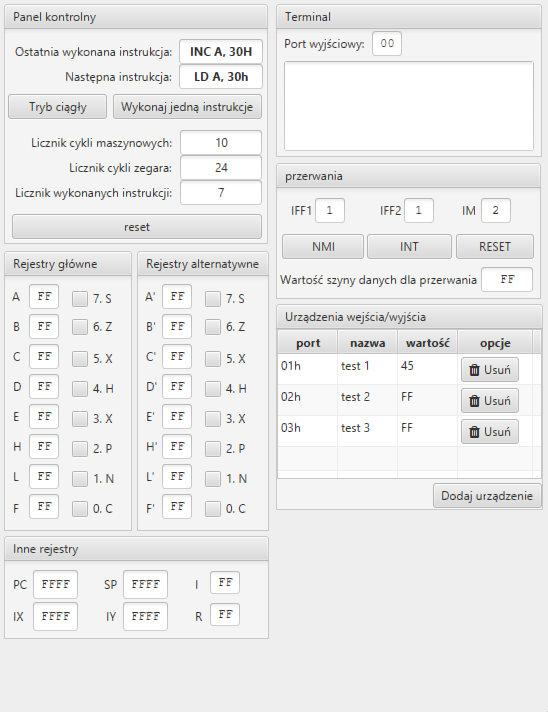 Panel kontrolny
Ostatnia wykonana instrukcja: INC A, 30H
Następna instrukcja: LD A, 30h
Tryb ciągły Wykonaj jedną instrukcje
Licznik cykli maszynowych: 10
Licznik cykli zegara: 24
Licznik wykonanych instrukcji: 7
reset
Rejestry główne
A FF 7. S
B FF 6. Z
C FF 5. X
D FF 4. H
E FF 3. X
H FF 2. P
L FF 1. N
F FF 0. C
Rejestry alternatywne
A' FF 7. S
B' FF 6. Z
C' FF 5. X
D' FF 4. H
E' FF 3. X
H' FF 2. P
L' FF 1. N
F' FF 0. C
Inne rejestry
PC FFFF SP FFFF I FF
IX FFFF IY FFFF R FF
Terminal
Port wyjściowy: 00
przerwania
IFF1 1 IFF2 1 IM 2
NMI INT RESET
Wartość szyny danych dla przerwania FF
Urządzenia wejścia/wyjścia
port nazwa wartość opcje
01h test 1 45 Usuń
02h test 2 FF Usuń
03h test 3 FF Usuń
Dodaj urządzenie